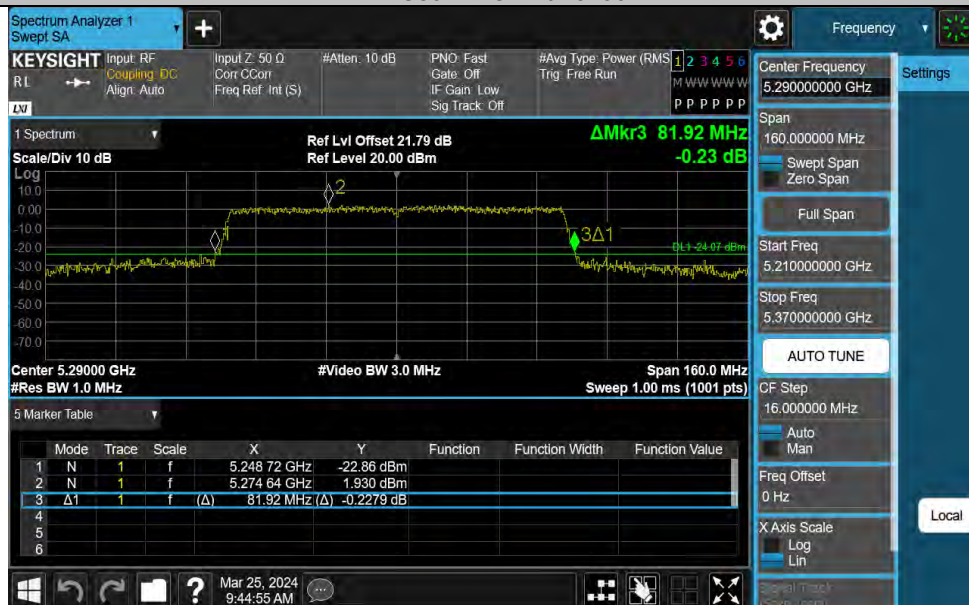 Spectrum Analyzer 1
Swept SA
+
Frequency
KEYSIGHT
RL
LXI
Input: RF
Coupling: DC
Align: Auto
Input Z: 50 Ω
Corr CCorr
Freq Ref: Int (S)
#Atten: 10 dB
PNO: Fast
Gate: Off
IF Gain: Low
Sig Track: Off
#Avg Type: Power (RMS
Trig: Free Run
1 2 3 4 5 6
M W W W W W
P P P P P P
1 Spectrum
Scale/Div 10 dB
Ref Lvl Offset 21.79 dB
Ref Level 20.00 dBm
ΔMkr3 81.92 MHz
-0.23 dB
Log
10.0
0.00
-10.0
-20.0
-30.0
-40.0
-50.0
-60.0
-70.0
2
3Δ1
DL1 -24.07 dBm
Center 5.29000 GHz
#Video BW 3.0 MHz
Span 160.0 MHz
#Res BW 1.0 MHz
Sweep 1.00 ms (1001 pts)
5 Marker Table
Mode Trace Scale X Y Function Function Width Function Value
1 N 1 f 5.248 72 GHz -22.86 dBm
2 N 1 f 5.274 64 GHz 1.930 dBm
3 Δ1 1 f (Δ) 81.92 MHz (Δ) -0.2279 dB
4
5
6
?
Mar 25, 2024
9:44:55 AM
Center Frequency
5.290000000 GHz
Settings
Span
160.000000 MHz
Swept Span
Zero Span
Full Span
Start Freq
5.210000000 GHz
Stop Freq
5.370000000 GHz
AUTO TUNE
CF Step
16.000000 MHz
Auto
Man
Freq Offset
0 Hz
Local
X Axis Scale
Log
Lin
Signal Track